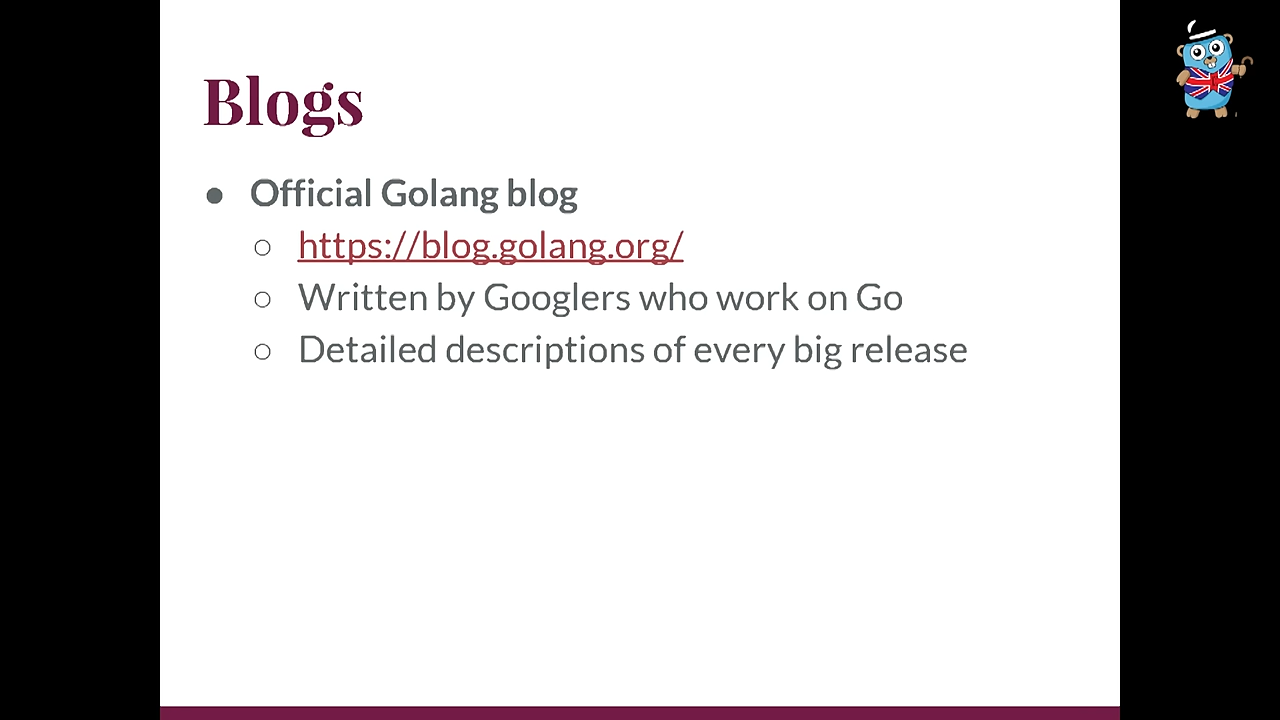 Blogs
● Official Golang blog
○ https://blog.golang.org/
○ Written by Googlers who work on Go
○ Detailed descriptions of every big release